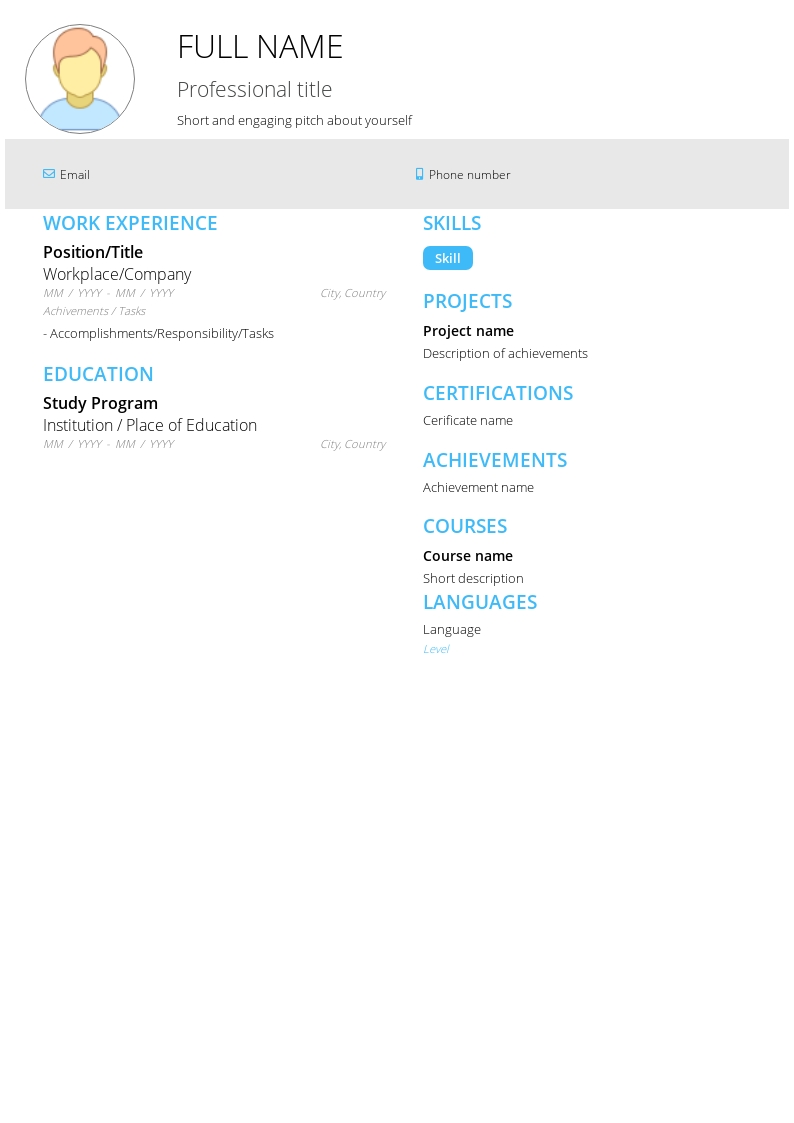 FULL NAME
Professional title
Short and engaging pitch about yourself
Email
Phone number
WORK EXPERIENCE
Position/Title
Workplace/Company
MM / YYYY - MM / YYYY
City, Country
Achivements / Tasks
- Accomplishments/Responsibility/Tasks
EDUCATION
Study Program
Institution / Place of Education
MM / YYYY - MM / YYYY
City, Country
SKILLS
Skill
PROJECTS
Project name
Description of achievements
CERTIFICATIONS
Cerificate name
ACHIEVEMENTS
Achievement name
COURSES
Course name
Short description
LANGUAGES
Language
Level